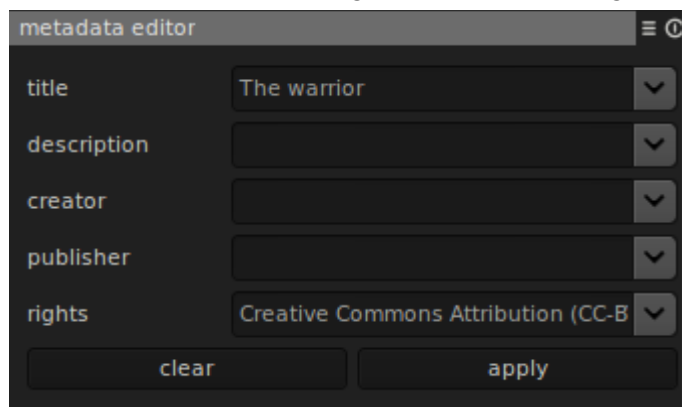 metadata editor
title The warrior
description
creator
publisher
rights Creative Commons Attribution (CC-B
clear apply